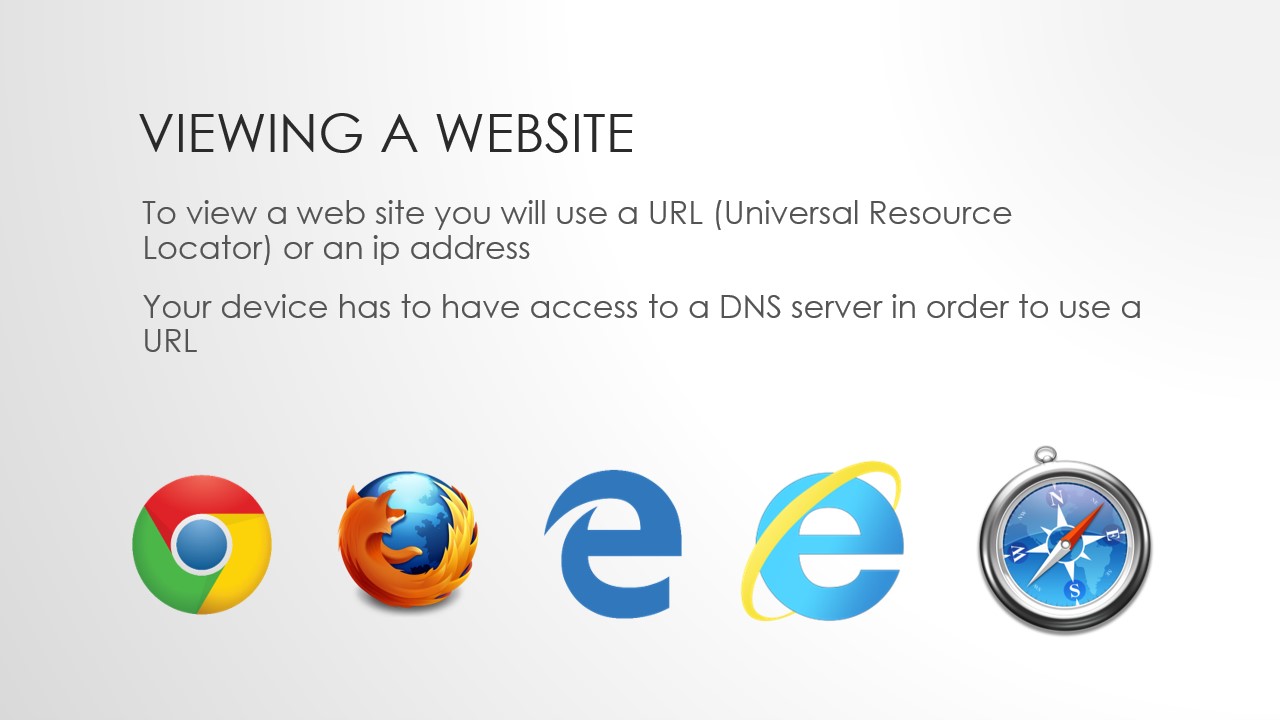 VIEWING A WEBSITE
To view a web site you will use a URL (Universal Resource
Locator) or an ip address
Your device has to have access to a DNS server in order to use a
URL
N
E
W
S